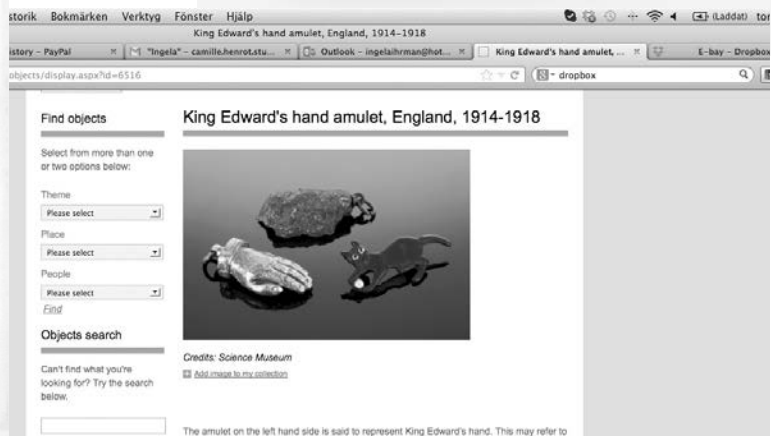 storik Bokmärken Verktyg Fönster Hjälp (Laddat) tor
King Edward's hand amulet, England, 1914–1918
istory – PayPal "Ingela" – camille.henrot.stu... Outlook – ingelaihrman@hot... King Edward's hand amulet, ... E-bay – Dropbox
objects/display.aspx?id=6516 dropbox
Find objects
Select from more than one
or two options below:
Theme
Please select
Place
Please select
People
Please select
Find
Objects search
Can't find what you're
looking for? Try the search
below.
King Edward's hand amulet, England, 1914-1918
Credits: Science Museum
Add image to my collection
The amulet on the left hand side is said to represent King Edward's hand. This may refer to